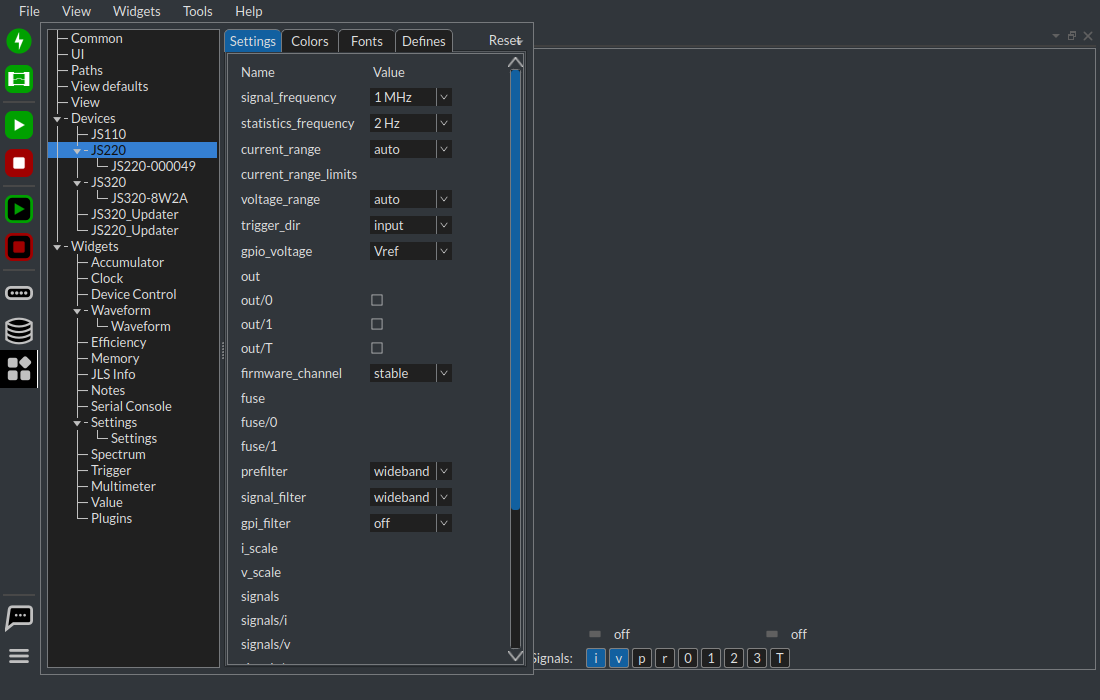 File View Widgets Tools Help
Common
UI
Paths
View defaults
View
Devices
JS110
JS220
JS220-000049
JS320
JS320-8W2A
JS320_Updater
JS220_Updater
Widgets
Accumulator
Clock
Device Control
Waveform
Waveform
Efficiency
Memory
JLS Info
Notes
Serial Console
Settings
Settings
Spectrum
Trigger
Multimeter
Value
Plugins
Settings Colors Fonts Defines Reset
Name Value
signal_frequency 1 MHz
statistics_frequency 2 Hz
current_range auto
current_range_limits
voltage_range auto
trigger_dir input
gpio_voltage Vref
out
out/0
out/1
out/T
firmware_channel stable
fuse
fuse/0
fuse/1
prefilter wideband
signal_filter wideband
gpi_filter off
i_scale
v_scale
signals
signals/i
signals/v
off off
Signals: i v p r 0 1 2 3 T